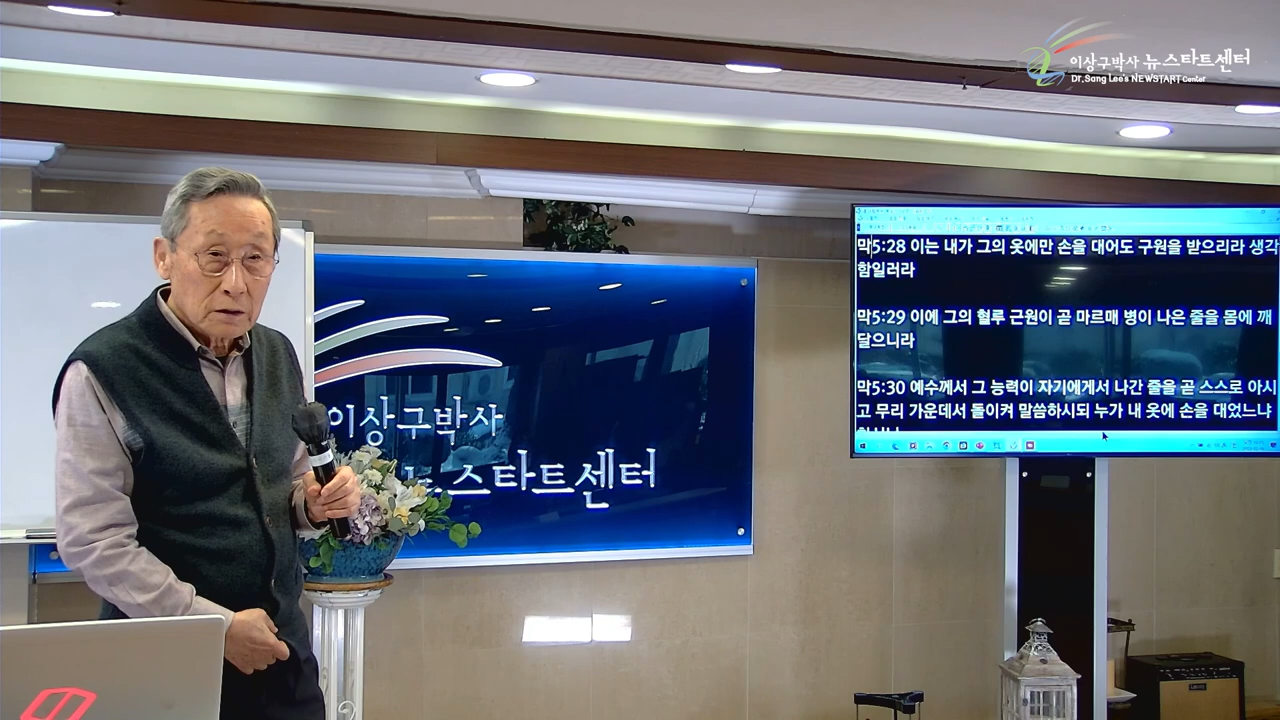 이상구박사 뉴스타트센터
Dr. Sang Lee's NEWSTART Center
막5:28 이는 내가 그의 옷에만 손을 대어도 구원을 받으리라 생각
함일러라
막5:29 이에 그의 혈루 근원이 곧 마르매 병이 나은 줄을 몸에 깨
달으니라
막5:30 예수께서 그 능력이 자기에게서 나간 줄을 곧 스스로 아시
고 무리 가운데서 돌이켜 말씀하시되 누가 내 옷에 손을 대었느냐
이상구박사
스타트센터